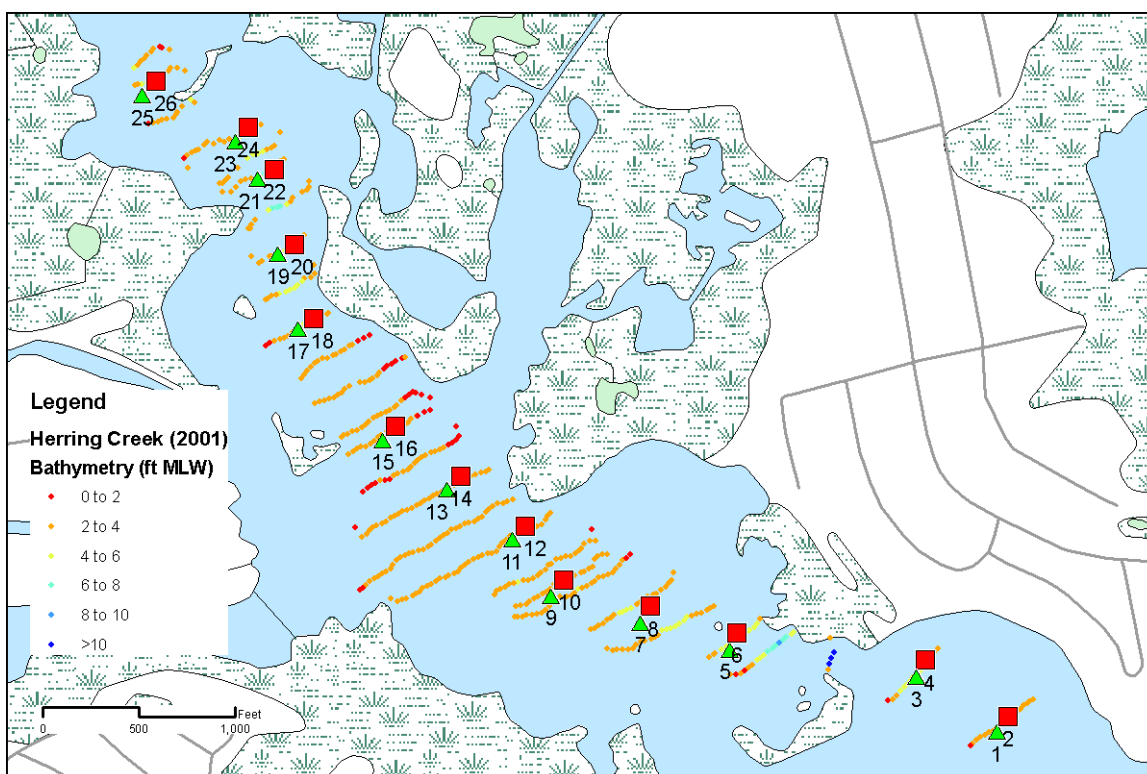 26
25
24
23
22
21
20
19
18
17
Legend
Herring Creek (2001)
Bathymetry (ft MLW)
0 to 2
2 to 4
4 to 6
6 to 8
8 to 10
>10
Feet
0 500 1,000
16
15
14
13
12
11
10
9
8
7
6
5
4
3
2
1